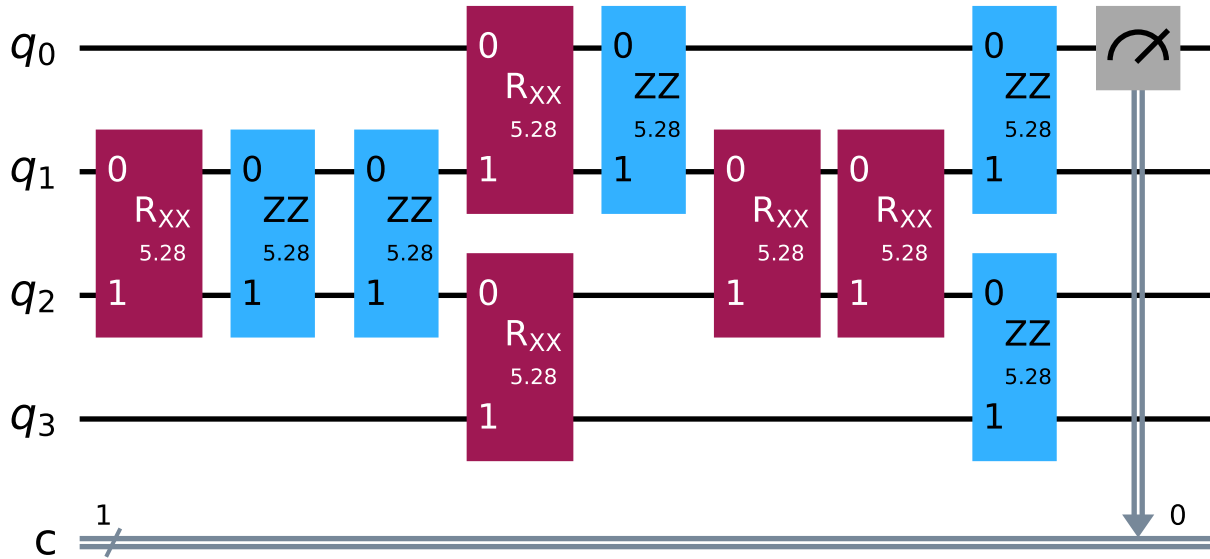 q0 0 0 0
RXX ZZ ZZ
5.28 5.28 5.28
q1 0 0 0 1 1 0 0 1
RXX ZZ ZZ RXX RXX
5.28 5.28 5.28 5.28 5.28
q2 1 1 1 0 1 1 0
RXX ZZ
5.28 5.28
q3 1 1
1 0
c